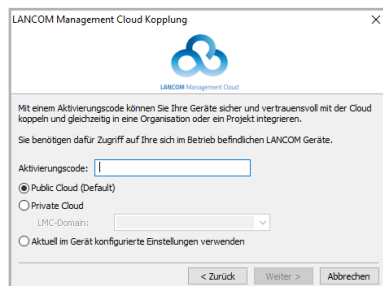 LANCOM Management Cloud Kopplung
LANCOM Management Cloud
Mit einem Aktivierungscode können Sie Ihre Geräte sicher und vertrauensvoll mit der Cloud
koppeln und gleichzeitig in eine Organisation oder ein Projekt integrieren.
Sie benötigen dafür Zugriff auf Ihre sich im Betrieb befindlichen LANCOM Geräte.
Aktivierungscode:
Public Cloud (Default)
Private Cloud
LMC-Domain:
Aktuell im Gerät konfigurierte Einstellungen verwenden
< Zurück Weiter > Abbrechen